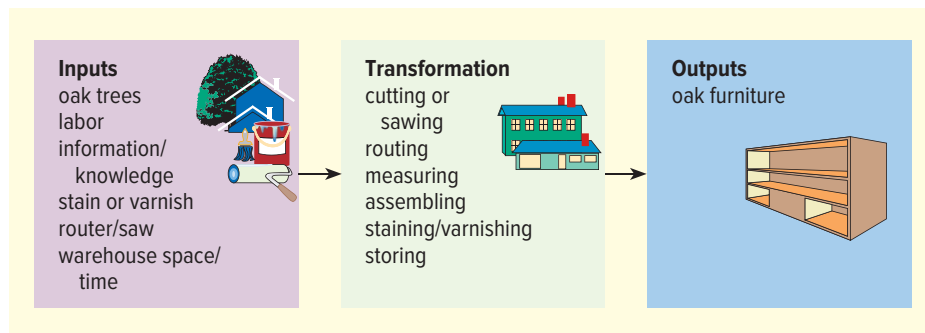 Inputs
oak trees
labor
information/
knowledge
stain or varnish
router/saw
warehouse space/
time
Transformation
cutting or
sawing
routing
measuring
assembling
staining/varnishing
storing
Outputs
oak furniture